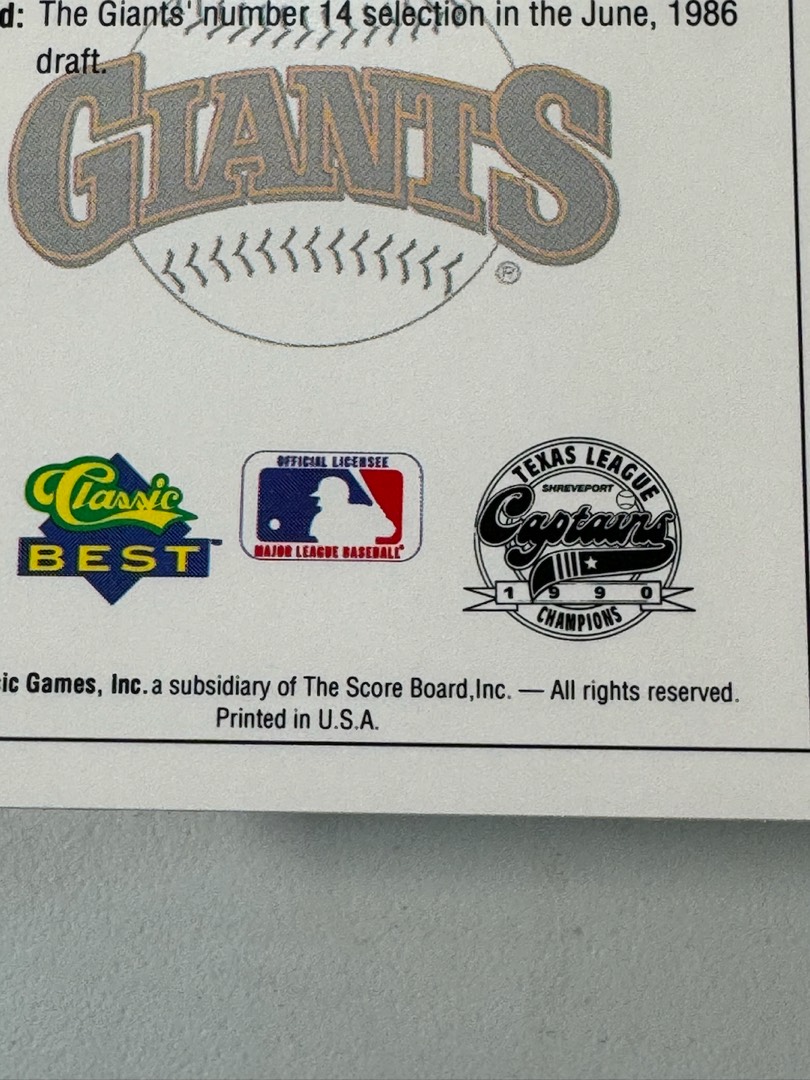 d: The Giants' number 14 selection in the June, 1986
draft.
GIANTS
®
Classic
BEST™
OFFICIAL LICENSEE
MAJOR LEAGUE BASEBALL®
TEXAS LEAGUE
SHREVEPORT
Captains
1 9 9 0
CHAMPIONS
ic Games, Inc. a subsidiary of The Score Board,Inc. — All rights reserved.
Printed in U.S.A.